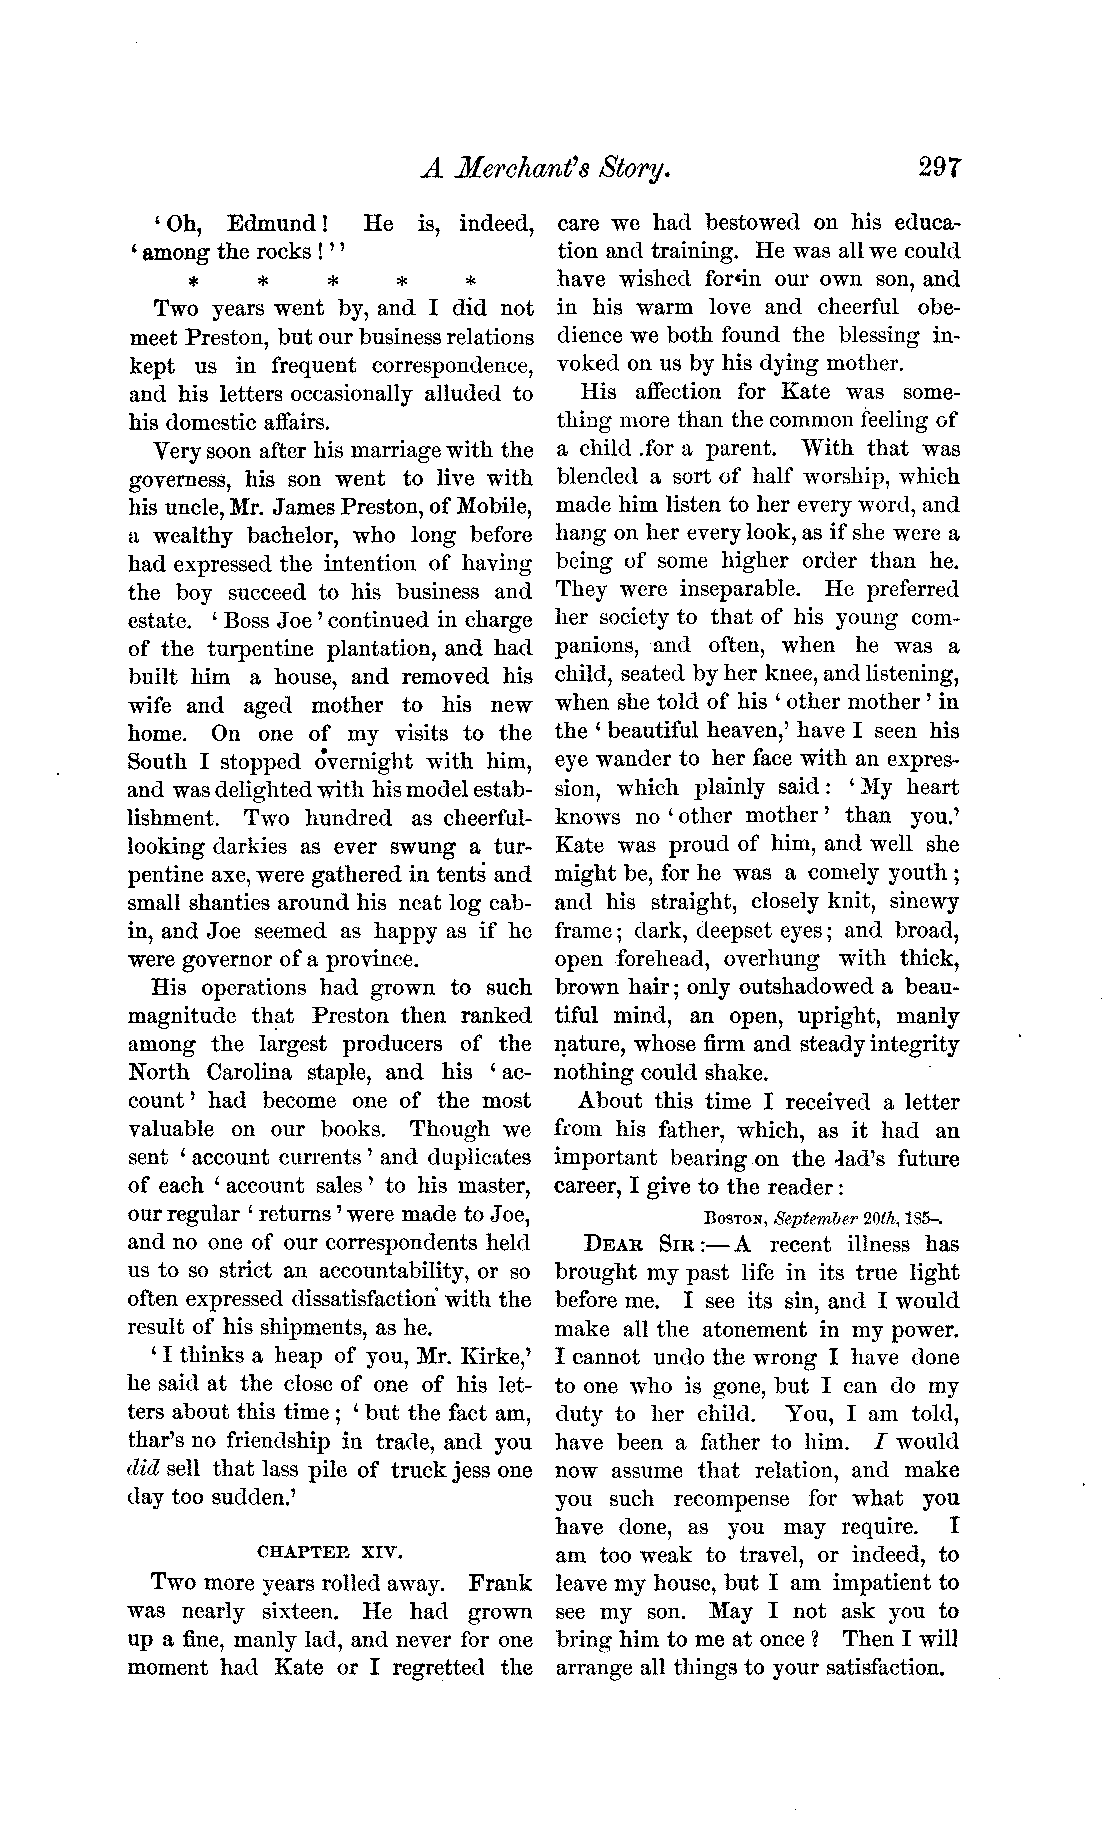 A Merchant's Story. 297
'Oh, Edmund! He is, indeed,
'among the rocks!''
* * * * *
Two years went by, and I did not
meet Preston, but our business relations
kept us in frequent correspondence,
and his letters occasionally alluded to
his domestic affairs.
Very soon after his marriage with the
governess, his son went to live with
his uncle, Mr. James Preston, of Mobile,
a wealthy bachelor, who long before
had expressed the intention of having
the boy succeed to his business and
estate. 'Boss Joe' continued in charge
of the turpentine plantation, and had
built him a house, and removed his
wife and aged mother to his new
home. On one of my visits to the
South I stopped overnight with him,
and was delighted with his model estab-
lishment. Two hundred as cheerful-
looking darkies as ever swung a tur-
pentine axe, were gathered in tents and
small shanties around his neat log cab-
in, and Joe seemed as happy as if he
were governor of a province.
His operations had grown to such
magnitude that Preston then ranked
among the largest producers of the
North Carolina staple, and his 'ac-
count' had become one of the most
valuable on our books. Though we
sent 'account currents' and duplicates
of each 'account sales' to his master,
our regular 'returns' were made to Joe,
and no one of our correspondents held
us to so strict an accountability, or so
often expressed dissatisfaction with the
result of his shipments, as he.
'I thinks a heap of you, Mr. Kirke,'
he said at the close of one of his let-
ters about this time; 'but the fact am,
thar's no friendship in trade, and you
did sell that lass pile of truck jess one
day too sudden.'
CHAPTER XIV.
Two more years rolled away. Frank
was nearly sixteen. He had grown
up a fine, manly lad, and never for one
moment had Kate or I regretted the
care we had bestowed on his educa-
tion and training. He was all we could
have wished for in our own son, and
in his warm love and cheerful obe-
dience we both found the blessing in-
voked on us by his dying mother.
His affection for Kate was some-
thing more than the common feeling of
a child for a parent. With that was
blended a sort of half worship, which
made him listen to her every word, and
hang on her every look, as if she were a
being of some higher order than he.
They were inseparable. He preferred
her society to that of his young com-
panions, and often, when he was a
child, seated by her knee, and listening,
when she told of his 'other mother' in
the 'beautiful heaven,' have I seen his
eye wander to her face with an expres-
sion, which plainly said: 'My heart
knows no 'other mother' than you.'
Kate was proud of him, and well she
might be, for he was a comely youth;
and his straight, closely knit, sinewy
frame; dark, deepset eyes; and broad,
open forehead, overhung with thick,
brown hair; only outshadowed a beau-
tiful mind, an open, upright, manly
nature, whose firm and steady integrity
nothing could shake.
About this time I received a letter
from his father, which, as it had an
important bearing on the lad's future
career, I give to the reader:
BOSTON, September 20th, 185-.
DEAR SIR:—A recent illness has
brought my past life in its true light
before me. I see its sin, and I would
make all the atonement in my power.
I cannot undo the wrong I have done
to one who is gone, but I can do my
duty to her child. You, I am told,
have been a father to him. I would
now assume that relation, and make
you such recompense for what you
have done, as you may require. I
am too weak to travel, or indeed, to
leave my house, but I am impatient to
see my son. May I not ask you to
bring him to me at once? Then I will
arrange all things to your satisfaction.